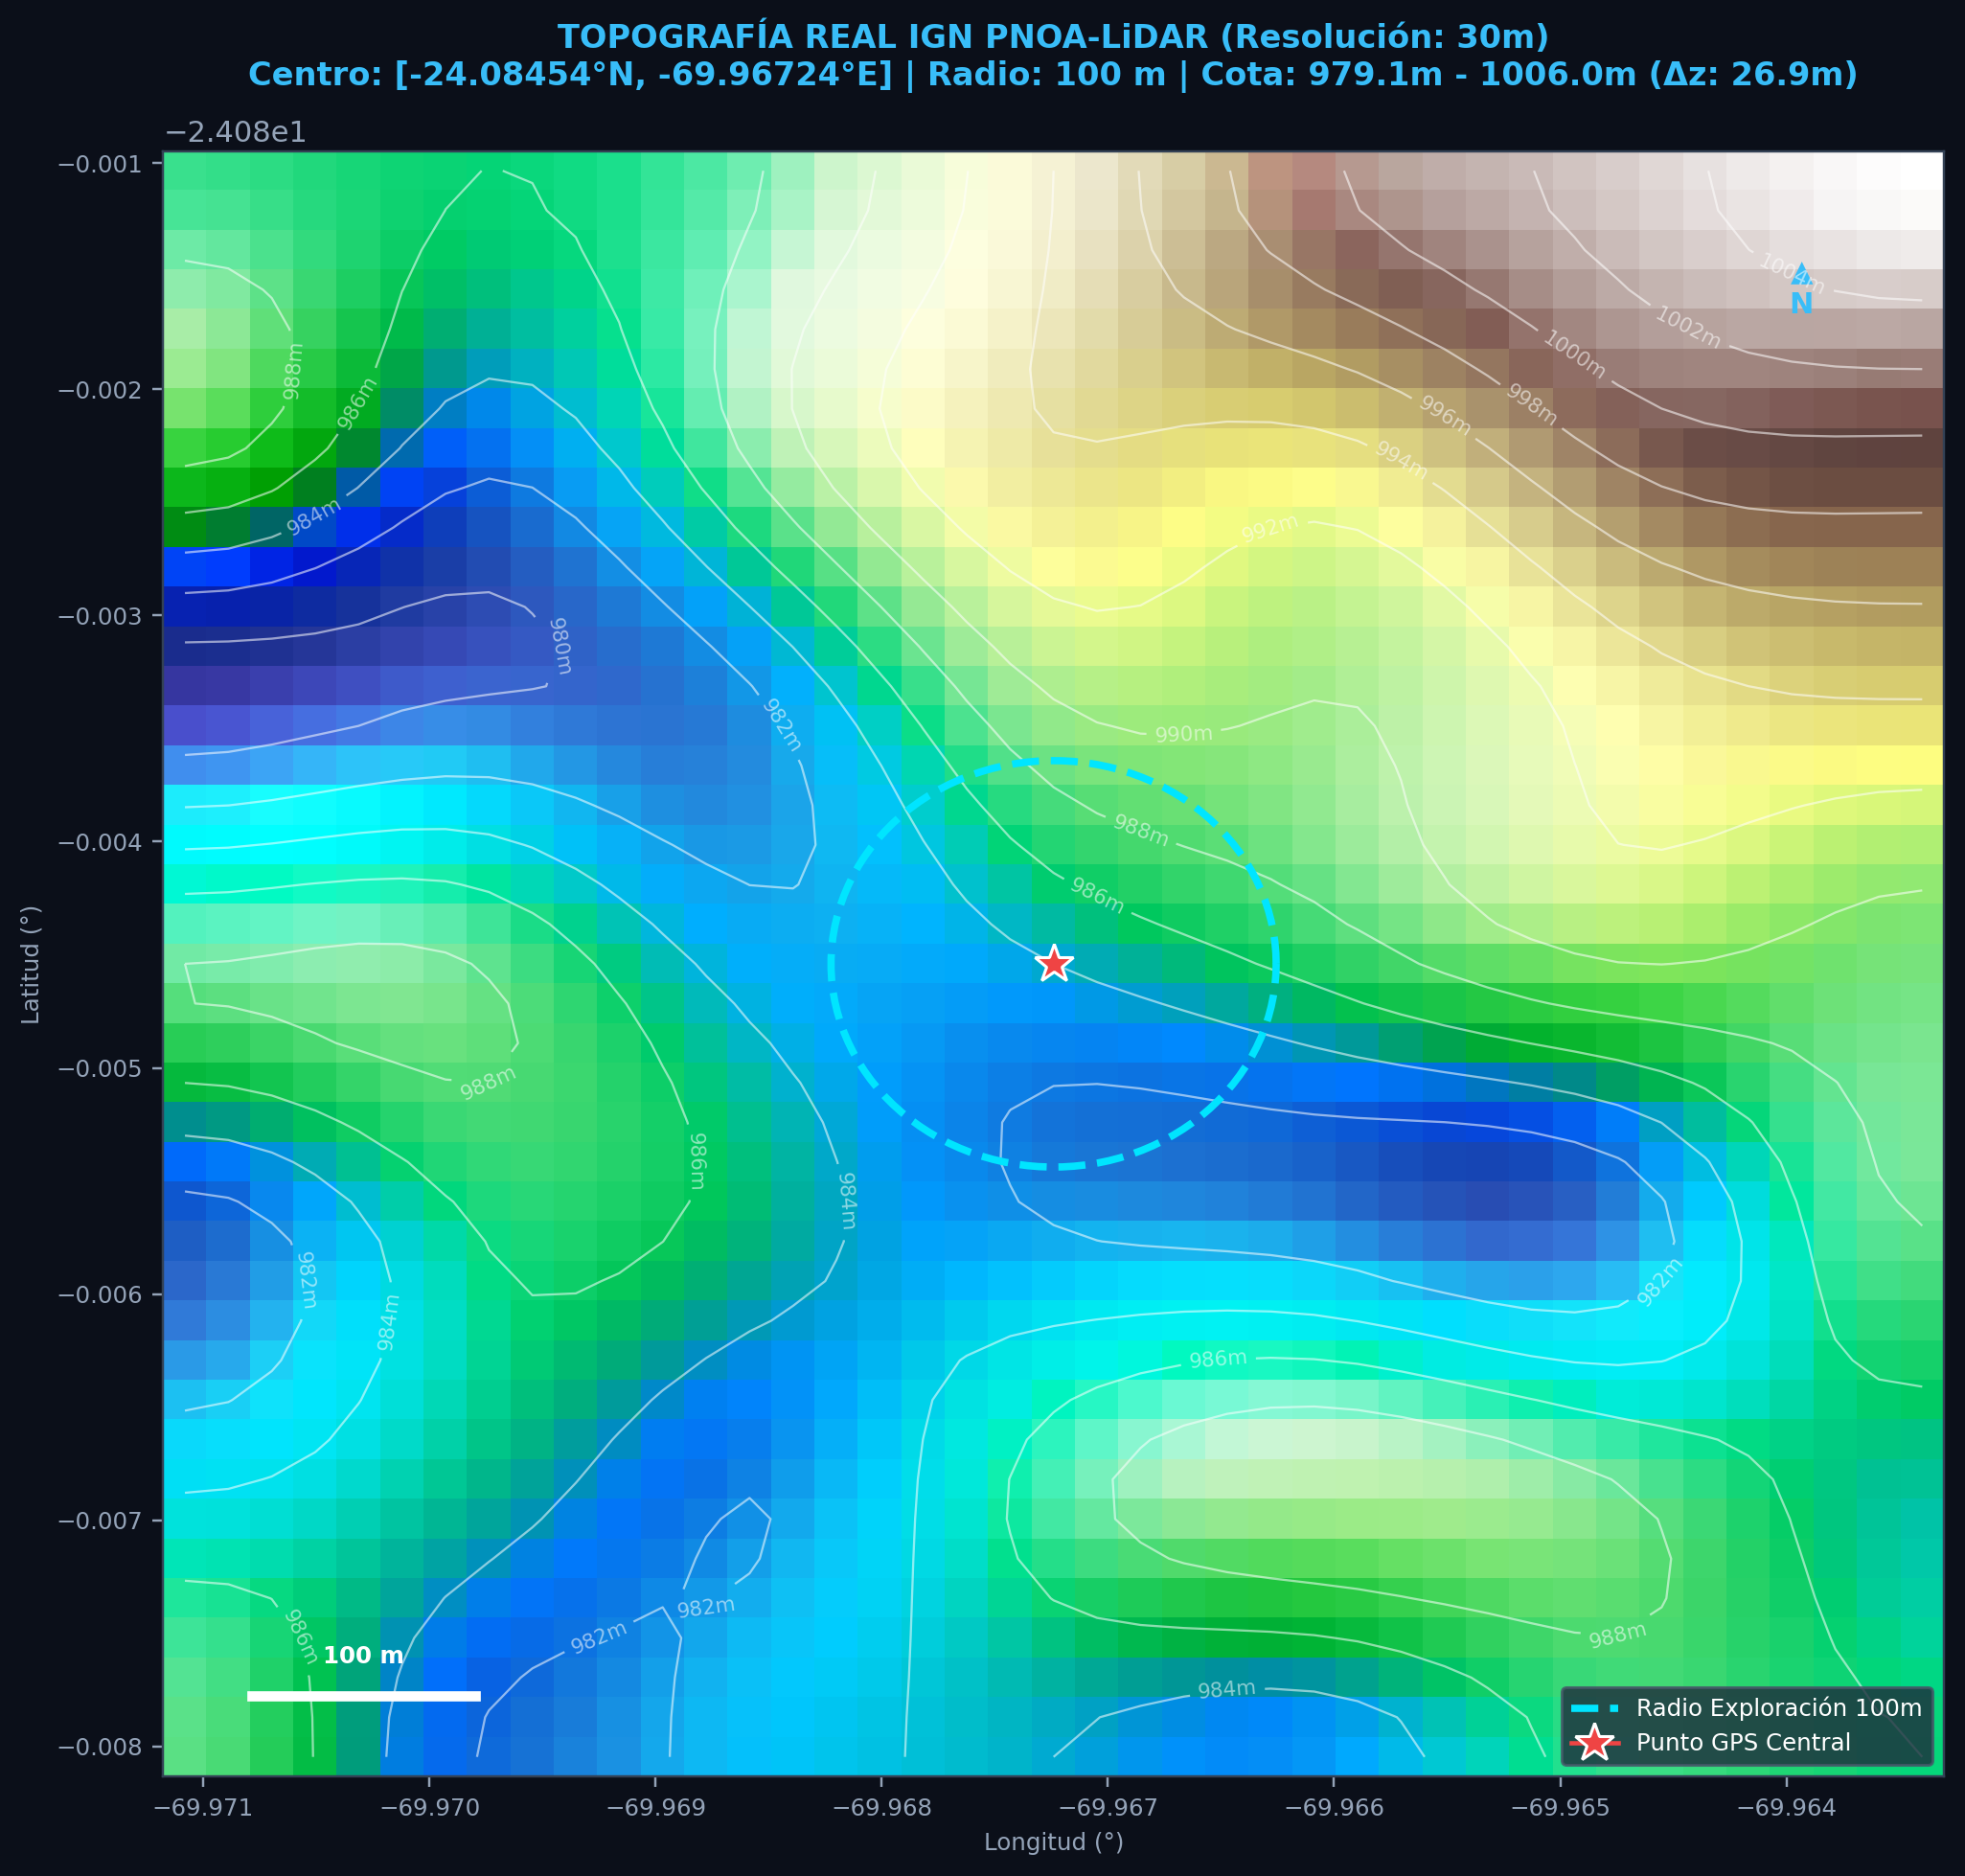 TOPOGRAFÍA REAL IGN PNOA-LiDAR (Resolución: 30m)
Centro: [-24.08454°N, -69.96724°E] | Radio: 100 m | Cota: 979.1m - 1006.0m (Δz: 26.9m)
−2.408e1
−0.001
−0.002
−0.003
−0.004
−0.005
−0.006
−0.007
−0.008
Latitud (°)
1004m
N
1002m
1000m
998m
996m
994m
992m
990m
988m
986m
988m
986m
984m
980m
982m
988m
986m
988m
986m
984m
982m
984m
982m
986m
982m
982m
986m
988m
984m
100 m
Radio Exploración 100m
Punto GPS Central
−69.971
−69.970
−69.969
−69.968
−69.967
−69.966
−69.965
−69.964
Longitud (°)